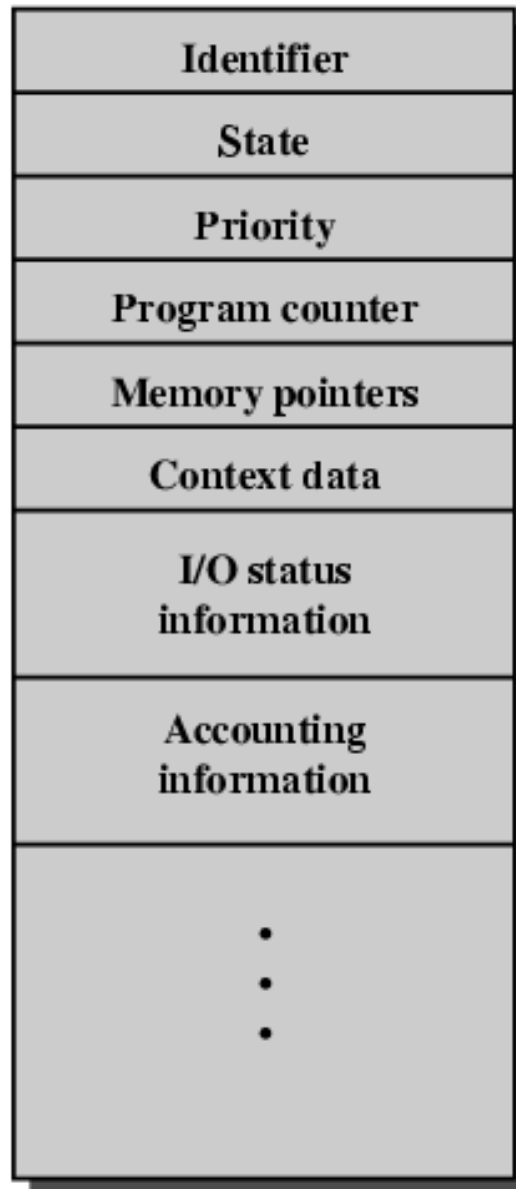 Identifier
State
Priority
Program counter
Memory pointers
Context data
I/O status
information
Accounting
information
•
•
•